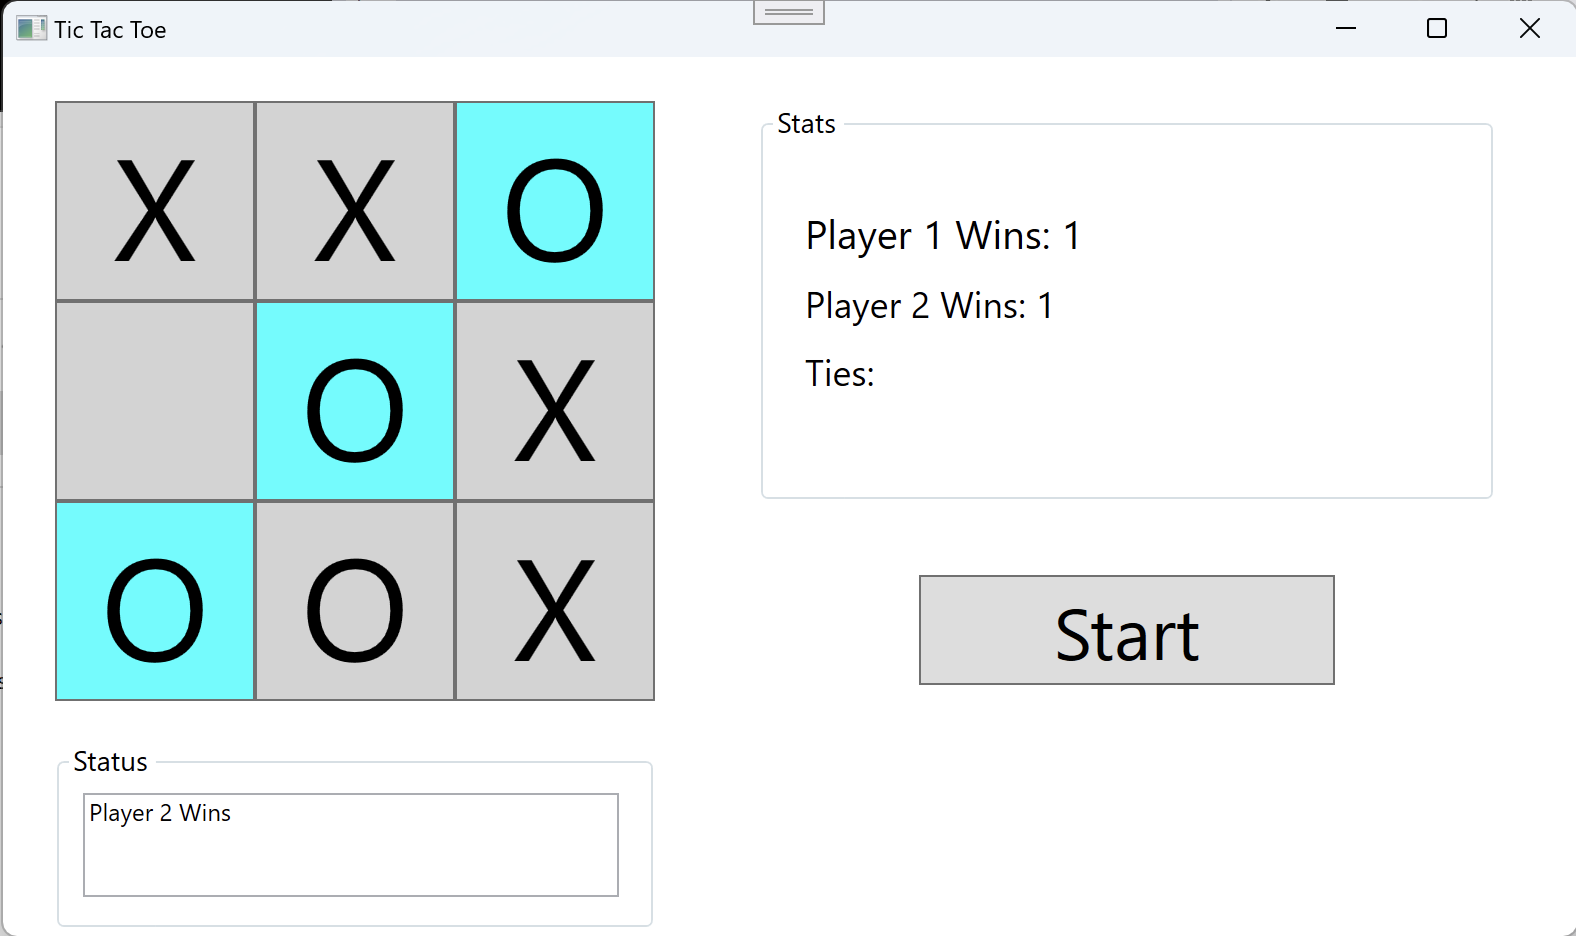 Tic Tac Toe
X X O
O X
O O X
Stats
Player 1 Wins: 1
Player 2 Wins: 1
Ties:
Start
Status
Player 2 Wins